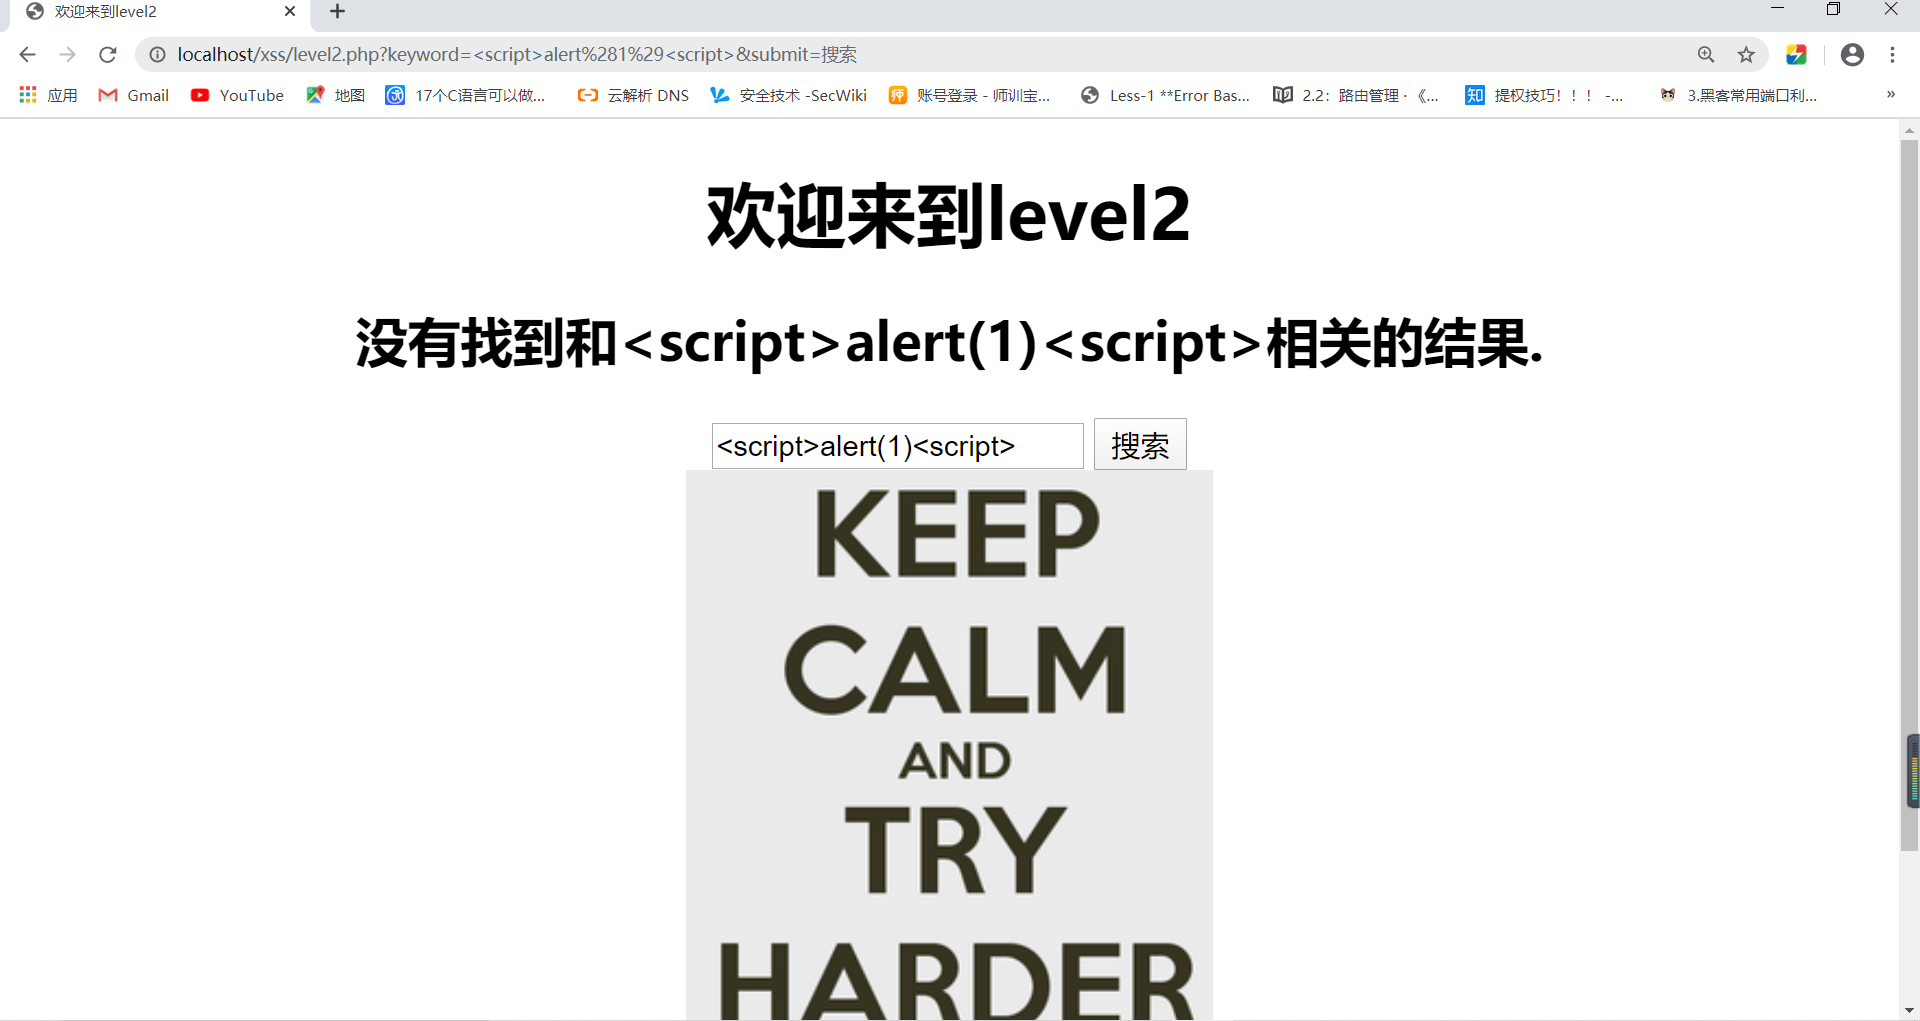 欢迎来到level2
localhost/xss/level2.php?keyword=<script>alert%281%29<script>&submit=搜索
应用 Gmail YouTube 地图 17个C语言可以做... 云解析 DNS 安全技术 -SecWiki 账号登录 - 师训宝... Less-1 **Error Bas... 2.2：路由管理 · 《... 提权技巧！！！ -... 3.黑客常用端口利... »
欢迎来到level2
没有找到和<script>alert(1)<script>相关的结果.
<script>alert(1)<script> 搜索
KEEP
CALM
AND
TRY
HARDER